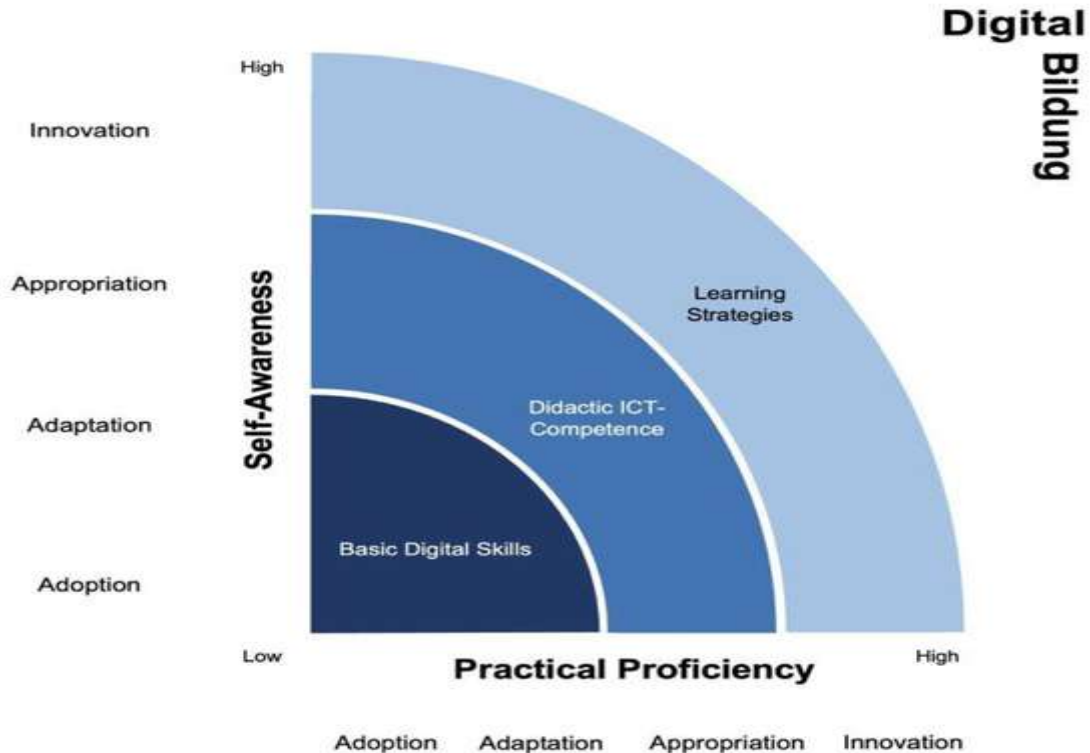 Digital
Bildung
High
Innovation
Appropriation
Self-Awareness
Learning
Strategies
Adaptation
Didactic ICT-
Competence
Basic Digital Skills
Adoption
Low
Practical Proficiency
High
Adoption
Adaptation
Appropriation
Innovation